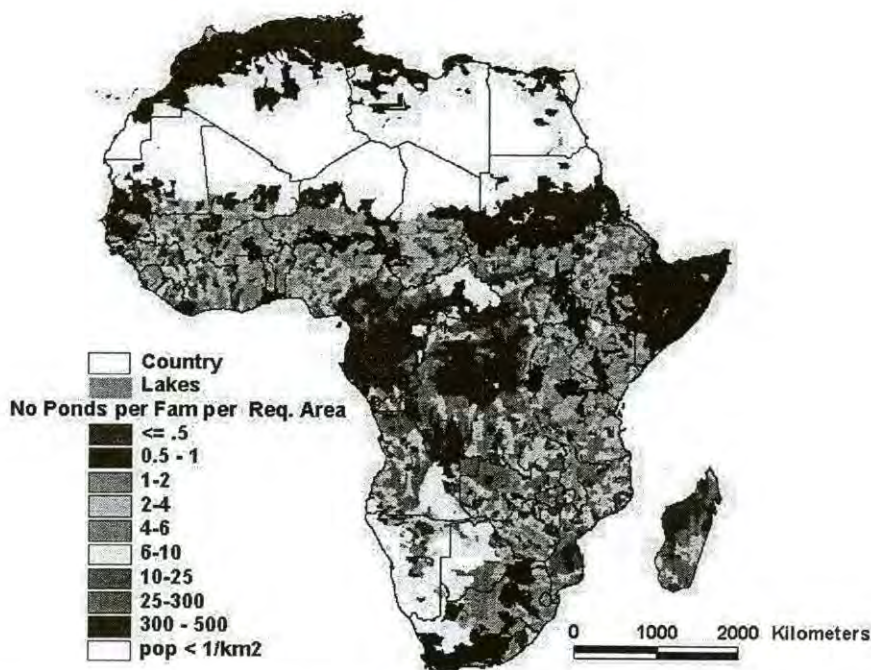 Country
Lakes
No Ponds per Fam per Req. Area
<= .5
0.5 - 1
1-2
2-4
4-6
6-10
10-25
25-300
300 - 500
pop < 1/km2
0 1000 2000 Kilometers